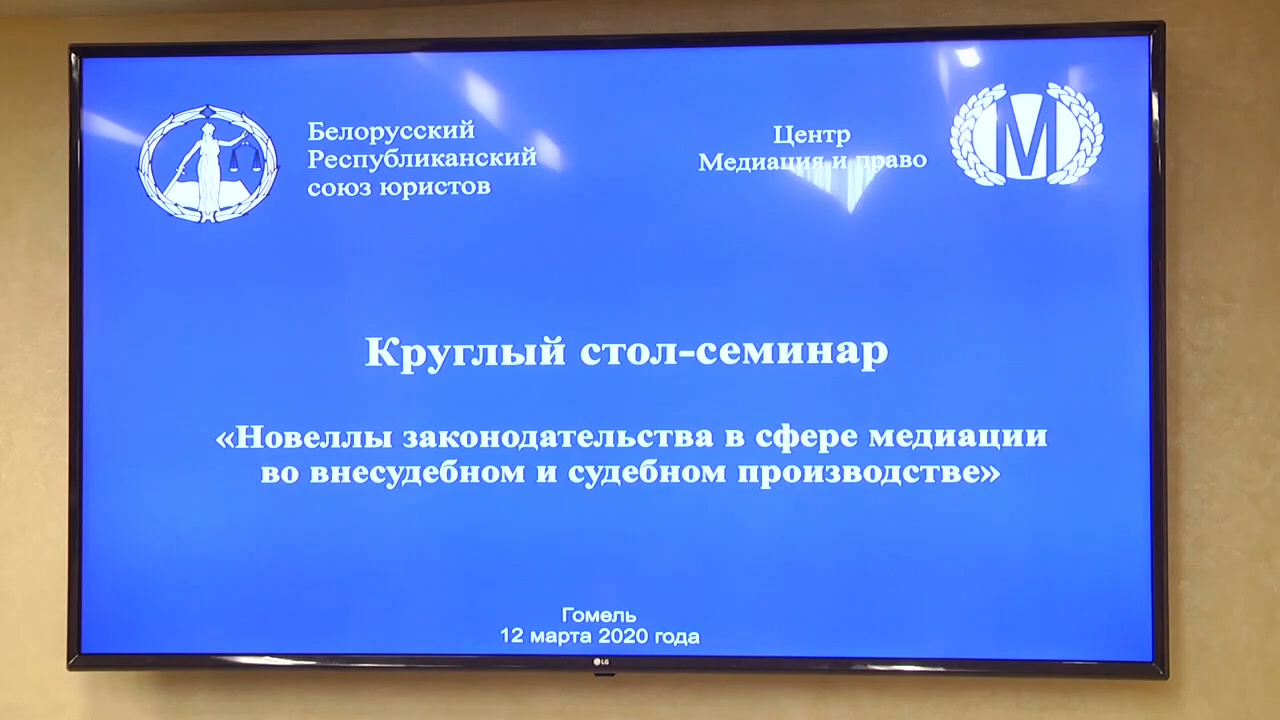 Белорусский
Республиканский
союз юристов
Центр
Медиация и право
М
Круглый стол-семинар
«Новеллы законодательства в сфере медиации
во внесудебном и судебном производстве»
Гомель
12 марта 2020 года
LG